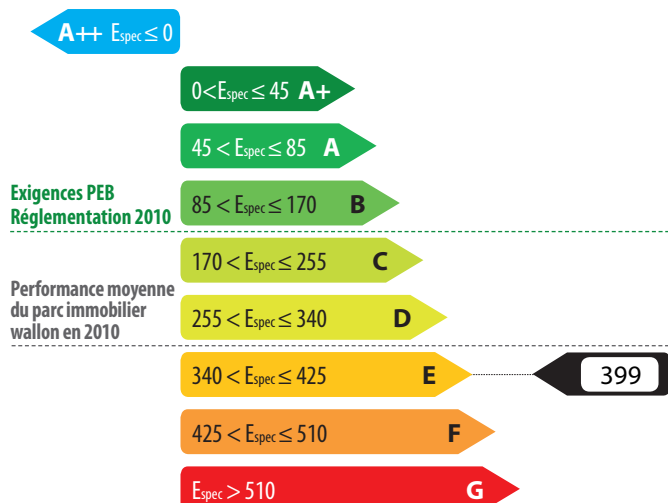 A++ Espec ≤ 0
0<Espec ≤ 45 A+
45 < Espec ≤ 85 A
Exigences PEB
Réglementation 2010
85 < Espec ≤ 170 B
170 < Espec ≤ 255 C
Performance moyenne
du parc immobilier
wallon en 2010
255 < Espec ≤ 340 D
340 < Espec ≤ 425 E
399
425 < Espec ≤ 510 F
Espec > 510 G